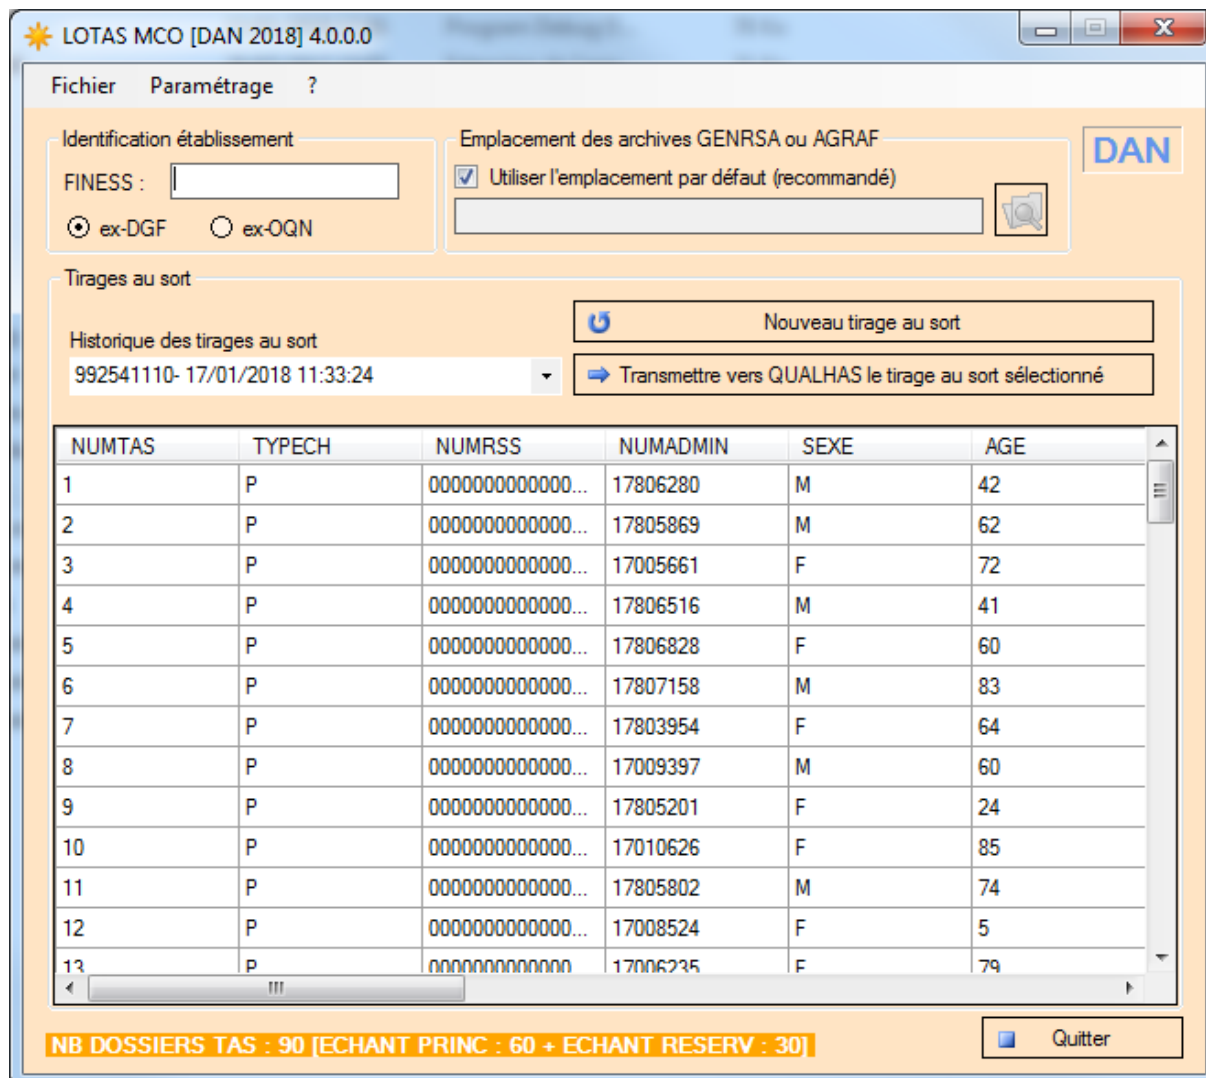 LOTAS MCO [DAN 2018] 4.0.0.0
Fichier Paramétrage ?
Identification établissement
FINESS :
ex-DGF ex-OQN
Emplacement des archives GENRSA ou AGRAF
Utiliser l'emplacement par défaut (recommandé)
DAN
Tirages au sort
Historique des tirages au sort
992541110- 17/01/2018 11:33:24
Nouveau tirage au sort
Transmettre vers QUALHAS le tirage au sort sélectionné
NUMTAS TYPECH NUMRSS NUMADMIN SEXE AGE
1 P 0000000000000... 17806280 M 42
2 P 0000000000000... 17805869 M 62
3 P 0000000000000... 17005661 F 72
4 P 0000000000000... 17806516 M 41
5 P 0000000000000... 17806828 F 60
6 P 0000000000000... 17807158 M 83
7 P 0000000000000... 17803954 F 64
8 P 0000000000000... 17009397 M 60
9 P 0000000000000... 17805201 F 24
10 P 0000000000000... 17010626 F 85
11 P 0000000000000... 17805802 M 74
12 P 0000000000000... 17008524 F 5
13 P 0000000000000 17006235 F 79
NB DOSSIERS TAS : 90 [ECHANT PRINC : 60 + ECHANT RESERV : 30]
Quitter